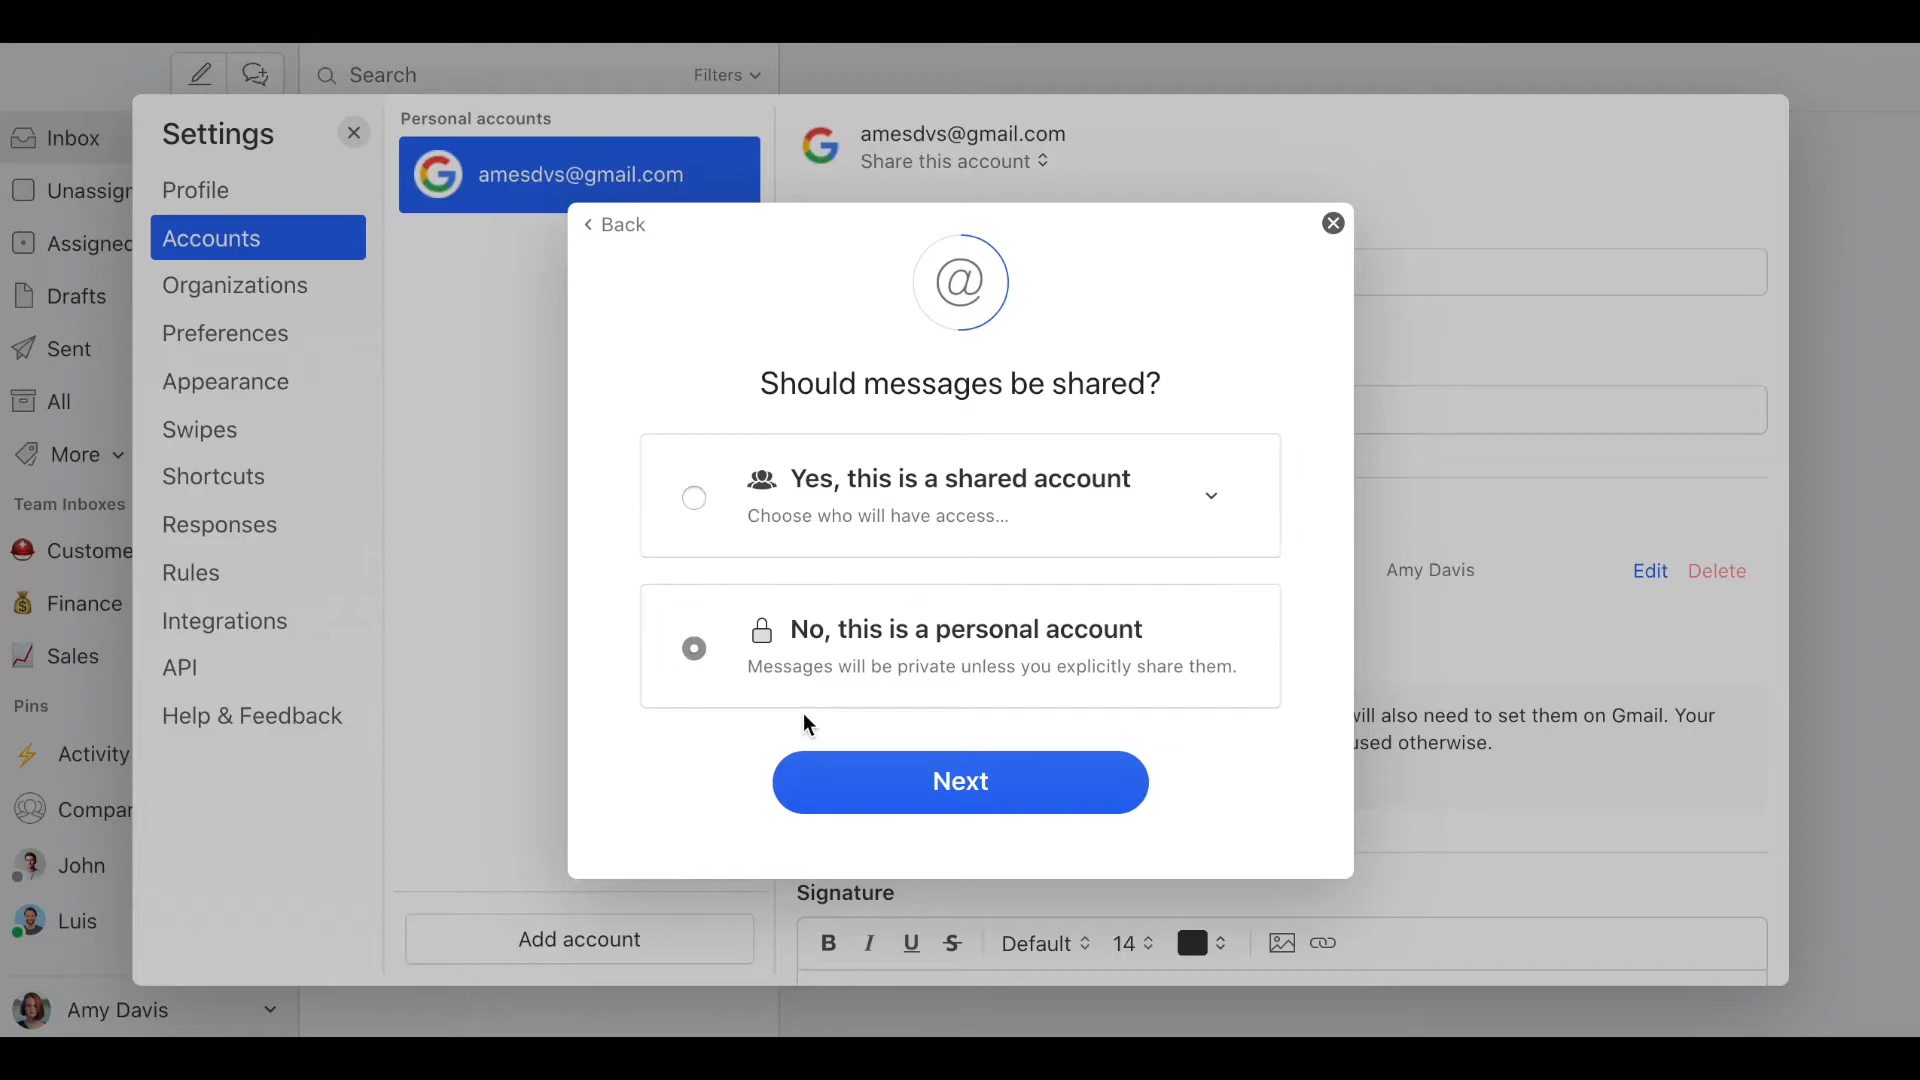 Search
Filters
Inbox
Unassign
Assigned
Drafts
Sent
All
More
Team Inboxes
Custome
Finance
Sales
Pins
Activity
Compar
John
Luis
Amy Davis
Settings
Profile
Accounts
Organizations
Preferences
Appearance
Swipes
Shortcuts
Responses
Rules
Integrations
API
Help & Feedback
Personal accounts
amesdvs@gmail.com
Add account
amesdvs@gmail.com
Share this account
Back
@
Should messages be shared?
Yes, this is a shared account
Choose who will have access...
No, this is a personal account
Messages will be private unless you explicitly share them.
Next
Amy Davis
Edit Delete
will also need to set them on Gmail. Your
used otherwise.
Signature
B I U S Default 14